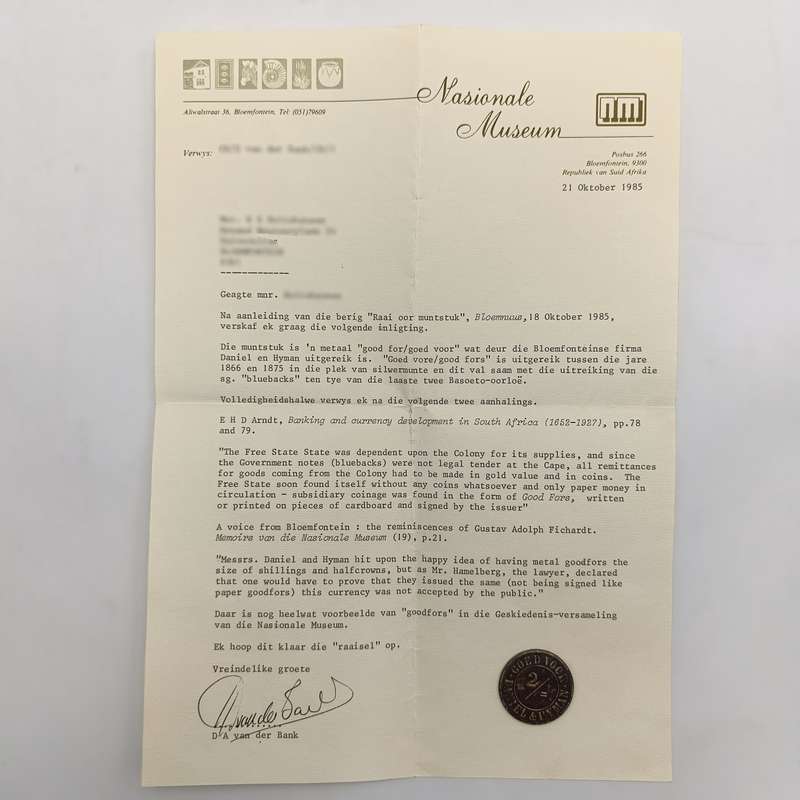 Nasionale
Museum
nm
Aliwalstraat 36, Bloemfontein, Tel: (051)79609
Verwys:
Posbus 266
Bloemfontein, 9300
Republiek van Suid Afrika
21 Oktober 1985
Geagte mnr.
Na aanleiding van die berig "Raai oor muntstuk", Bloemnuus, 18 Oktober 1985,
verskaf ek graag die volgende inligting.
Die muntstuk is 'n metaal "good for/goed voor" wat deur die Bloemfonteinse firma
Daniel en Hyman uitgereik is. "Goed vore/good fors" is uitgereik tussen die jare
1866 en 1875 in die plek van silwermunte en dit val saam met die uitreiking van die
sg. "bluebacks" ten tye van die laaste twee Basoeto-oorloë.
Volledigheidshalwe verwys ek na die volgende twee aanhalings.
E H D Arndt, Banking and currency development in South Africa (1652-1927), pp.78
and 79.
"The Free State State was dependent upon the Colony for its supplies, and since
the Government notes (bluebacks) were not legal tender at the Cape, all remittances
for goods coming from the Colony had to be made in gold value and in coins. The
Free State soon found itself without any coins whatsoever and only paper money in
circulation - subsidiary coinage was found in the form of Good Fors, written
or printed on pieces of cardboard and signed by the issuer"
A voice from Bloemfontein : the reminiscences of Gustav Adolph Fichardt.
Memoirs van die Nasionale Museum (19), p.21.
"Messrs. Daniel and Hyman hit upon the happy idea of having metal goodfors the
size of shillings and halfcrowns, but as Mr. Hamelberg, the lawyer, declared
that one would have to prove that they issued the same (not being signed like
paper goodfors) this currency was not accepted by the public."
Daar is nog heelwat voorbeelde van "goodfors" in die Geskiedenis-versameling
van die Nasionale Museum.
Ek hoop dit klaar die "raaisel" op.
Vreindelike groete
D A van der Bank
GOED VOOR
2/=